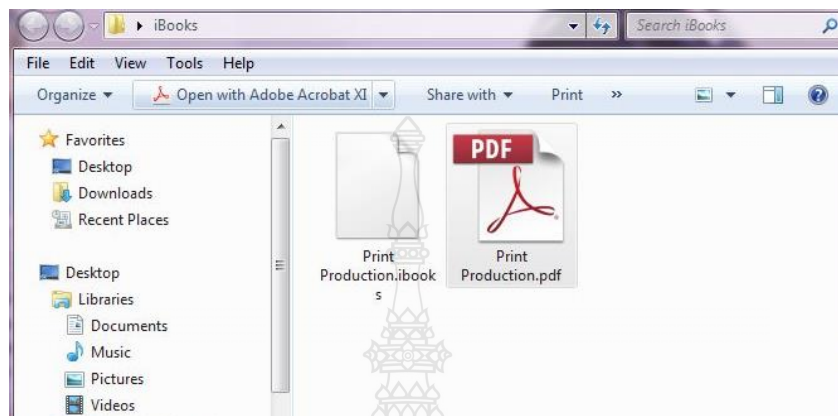 iBooks
Search iBooks
File Edit View Tools Help
Organize Open with Adobe Acrobat XI Share with Print »
Favorites
Desktop
Downloads
Recent Places
Desktop
Libraries
Documents
Music
Pictures
Videos
Print
Production.ibook
s
PDF
Print
Production.pdf